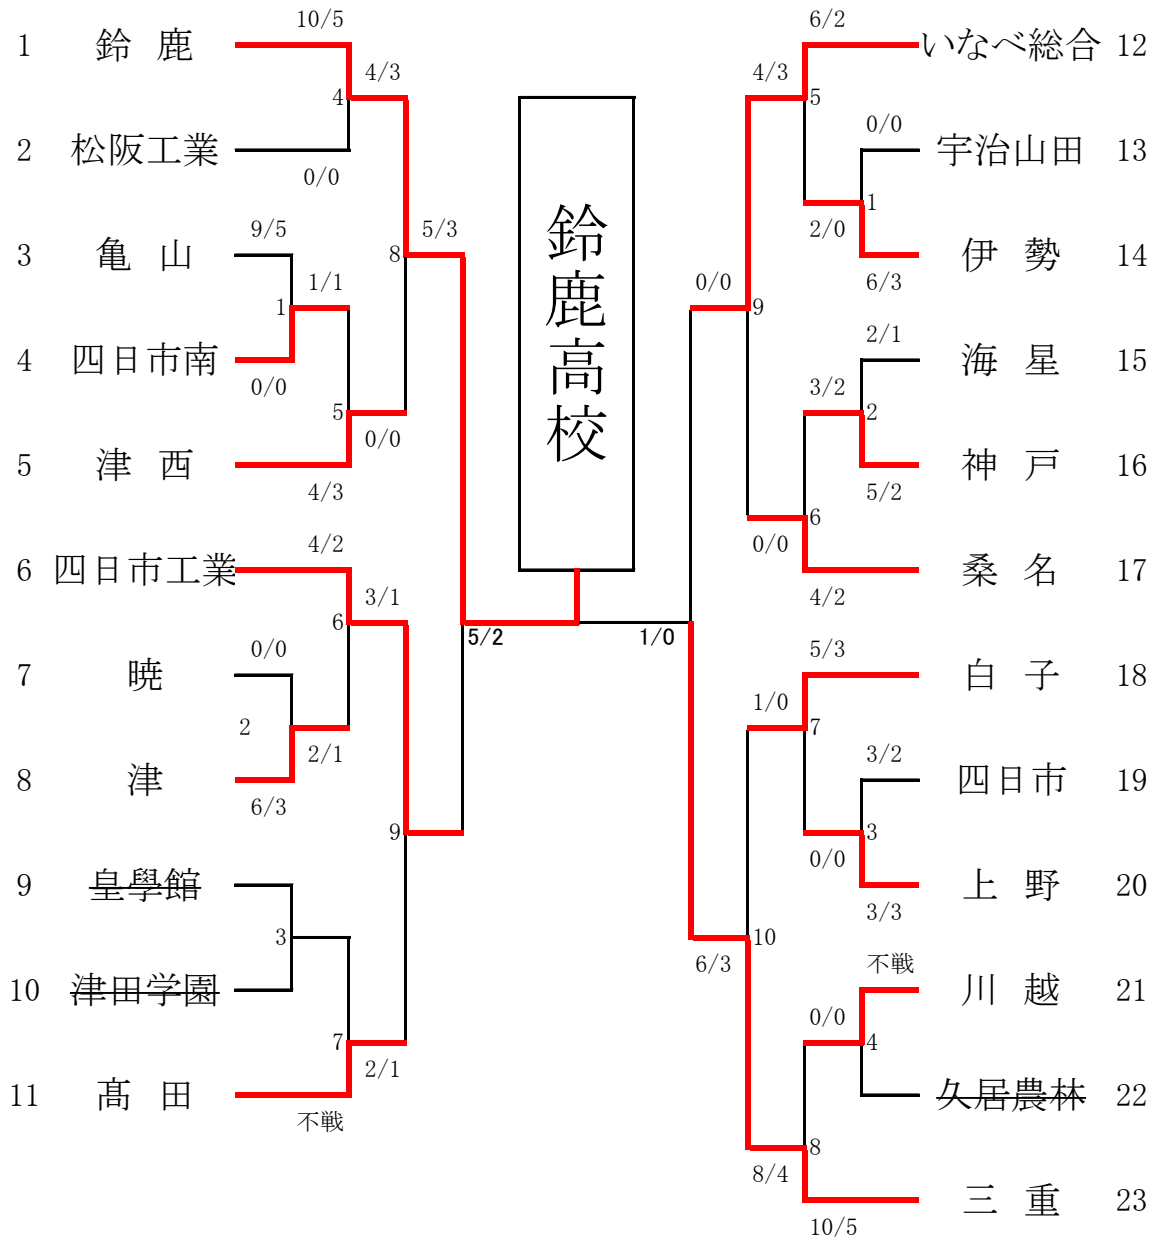 10/5
1 鈴 鹿
4/3
4
2 松阪工業
0/0
9/5
3 亀 山
8
5/3
1/1
1
4 四日市南
0/0
5
0/0
5 津 西
4/3
4/2
6 四日市工業
3/1
6
5/2
0/0
7 暁
2
2/1
8 津
6/3
9
9 皇學館
3
10 津田学園
7
2/1
11 髙 田
不戦
鈴鹿高校
6/2
いなべ総合 12
4/3
5
0/0
宇治山田 13
1
2/0
伊 勢 14
6/3
0/0
9
2/1
海 星 15
3/2
2
神 戸 16
5/2
6
0/0
桑 名 17
4/2
1/0
5/3
白 子 18
1/0
7
3/2
四日市 19
3
0/0
上 野 20
3/3
10
6/3
不戦
川 越 21
0/0
4
久居農林 22
8
8/4
三 重 23
10/5